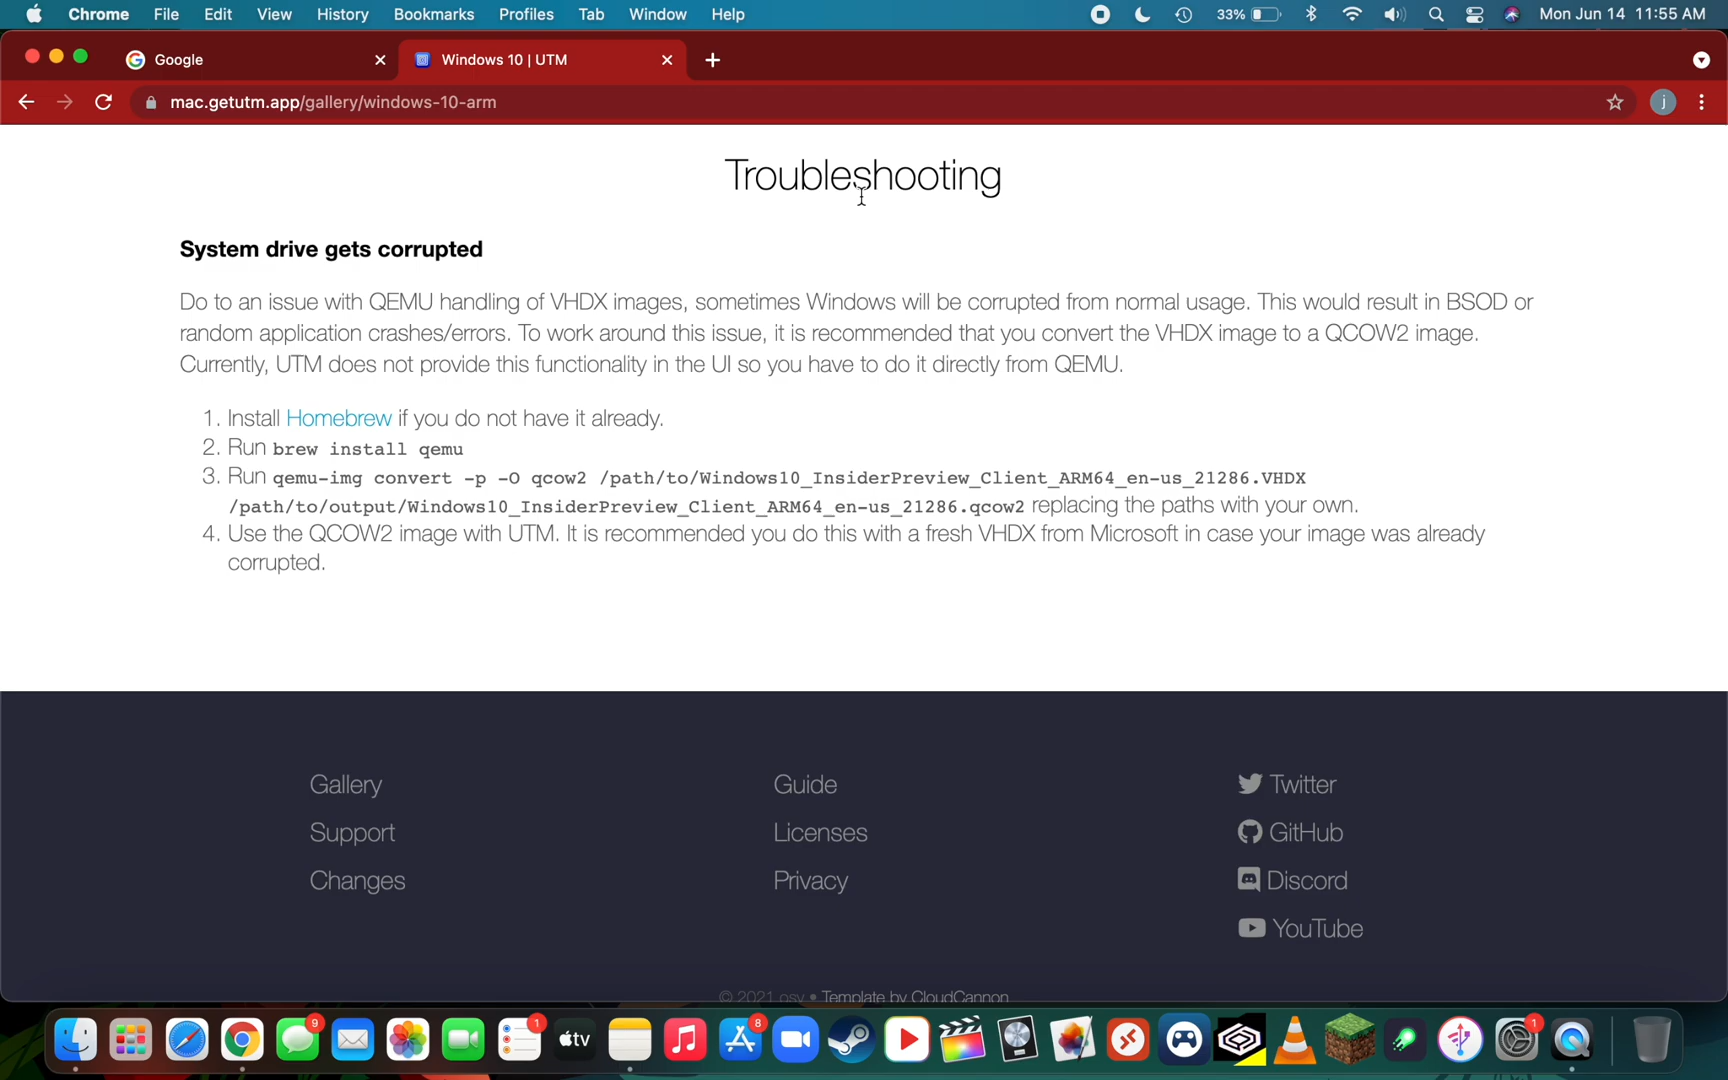 Chrome File Edit View History Bookmarks Profiles Tab Window Help 33% Mon Jun 14 11:55 AM
Google Windows 10 | UTM
mac.getutm.app/gallery/windows-10-arm j
Troubleshooting
System drive gets corrupted
Do to an issue with QEMU handling of VHDX images, sometimes Windows will be corrupted from normal usage. This would result in BSOD or
random application crashes/errors. To work around this issue, it is recommended that you convert the VHDX image to a QCOW2 image.
Currently, UTM does not provide this functionality in the UI so you have to do it directly from QEMU.
1. Install Homebrew if you do not have it already.
2. Run brew install qemu
3. Run qemu-img convert -p -O qcow2 /path/to/Windows10_InsiderPreview_Client_ARM64_en-us_21286.VHDX
/path/to/output/Windows10_InsiderPreview_Client_ARM64_en-us_21286.qcow2 replacing the paths with your own.
4. Use the QCOW2 image with UTM. It is recommended you do this with a fresh VHDX from Microsoft in case your image was already
corrupted.
Gallery Guide Twitter
Support Licenses GitHub
Changes Privacy Discord
YouTube
© 2021 osy • Template by CloudCannon
9 1 tv 8 1